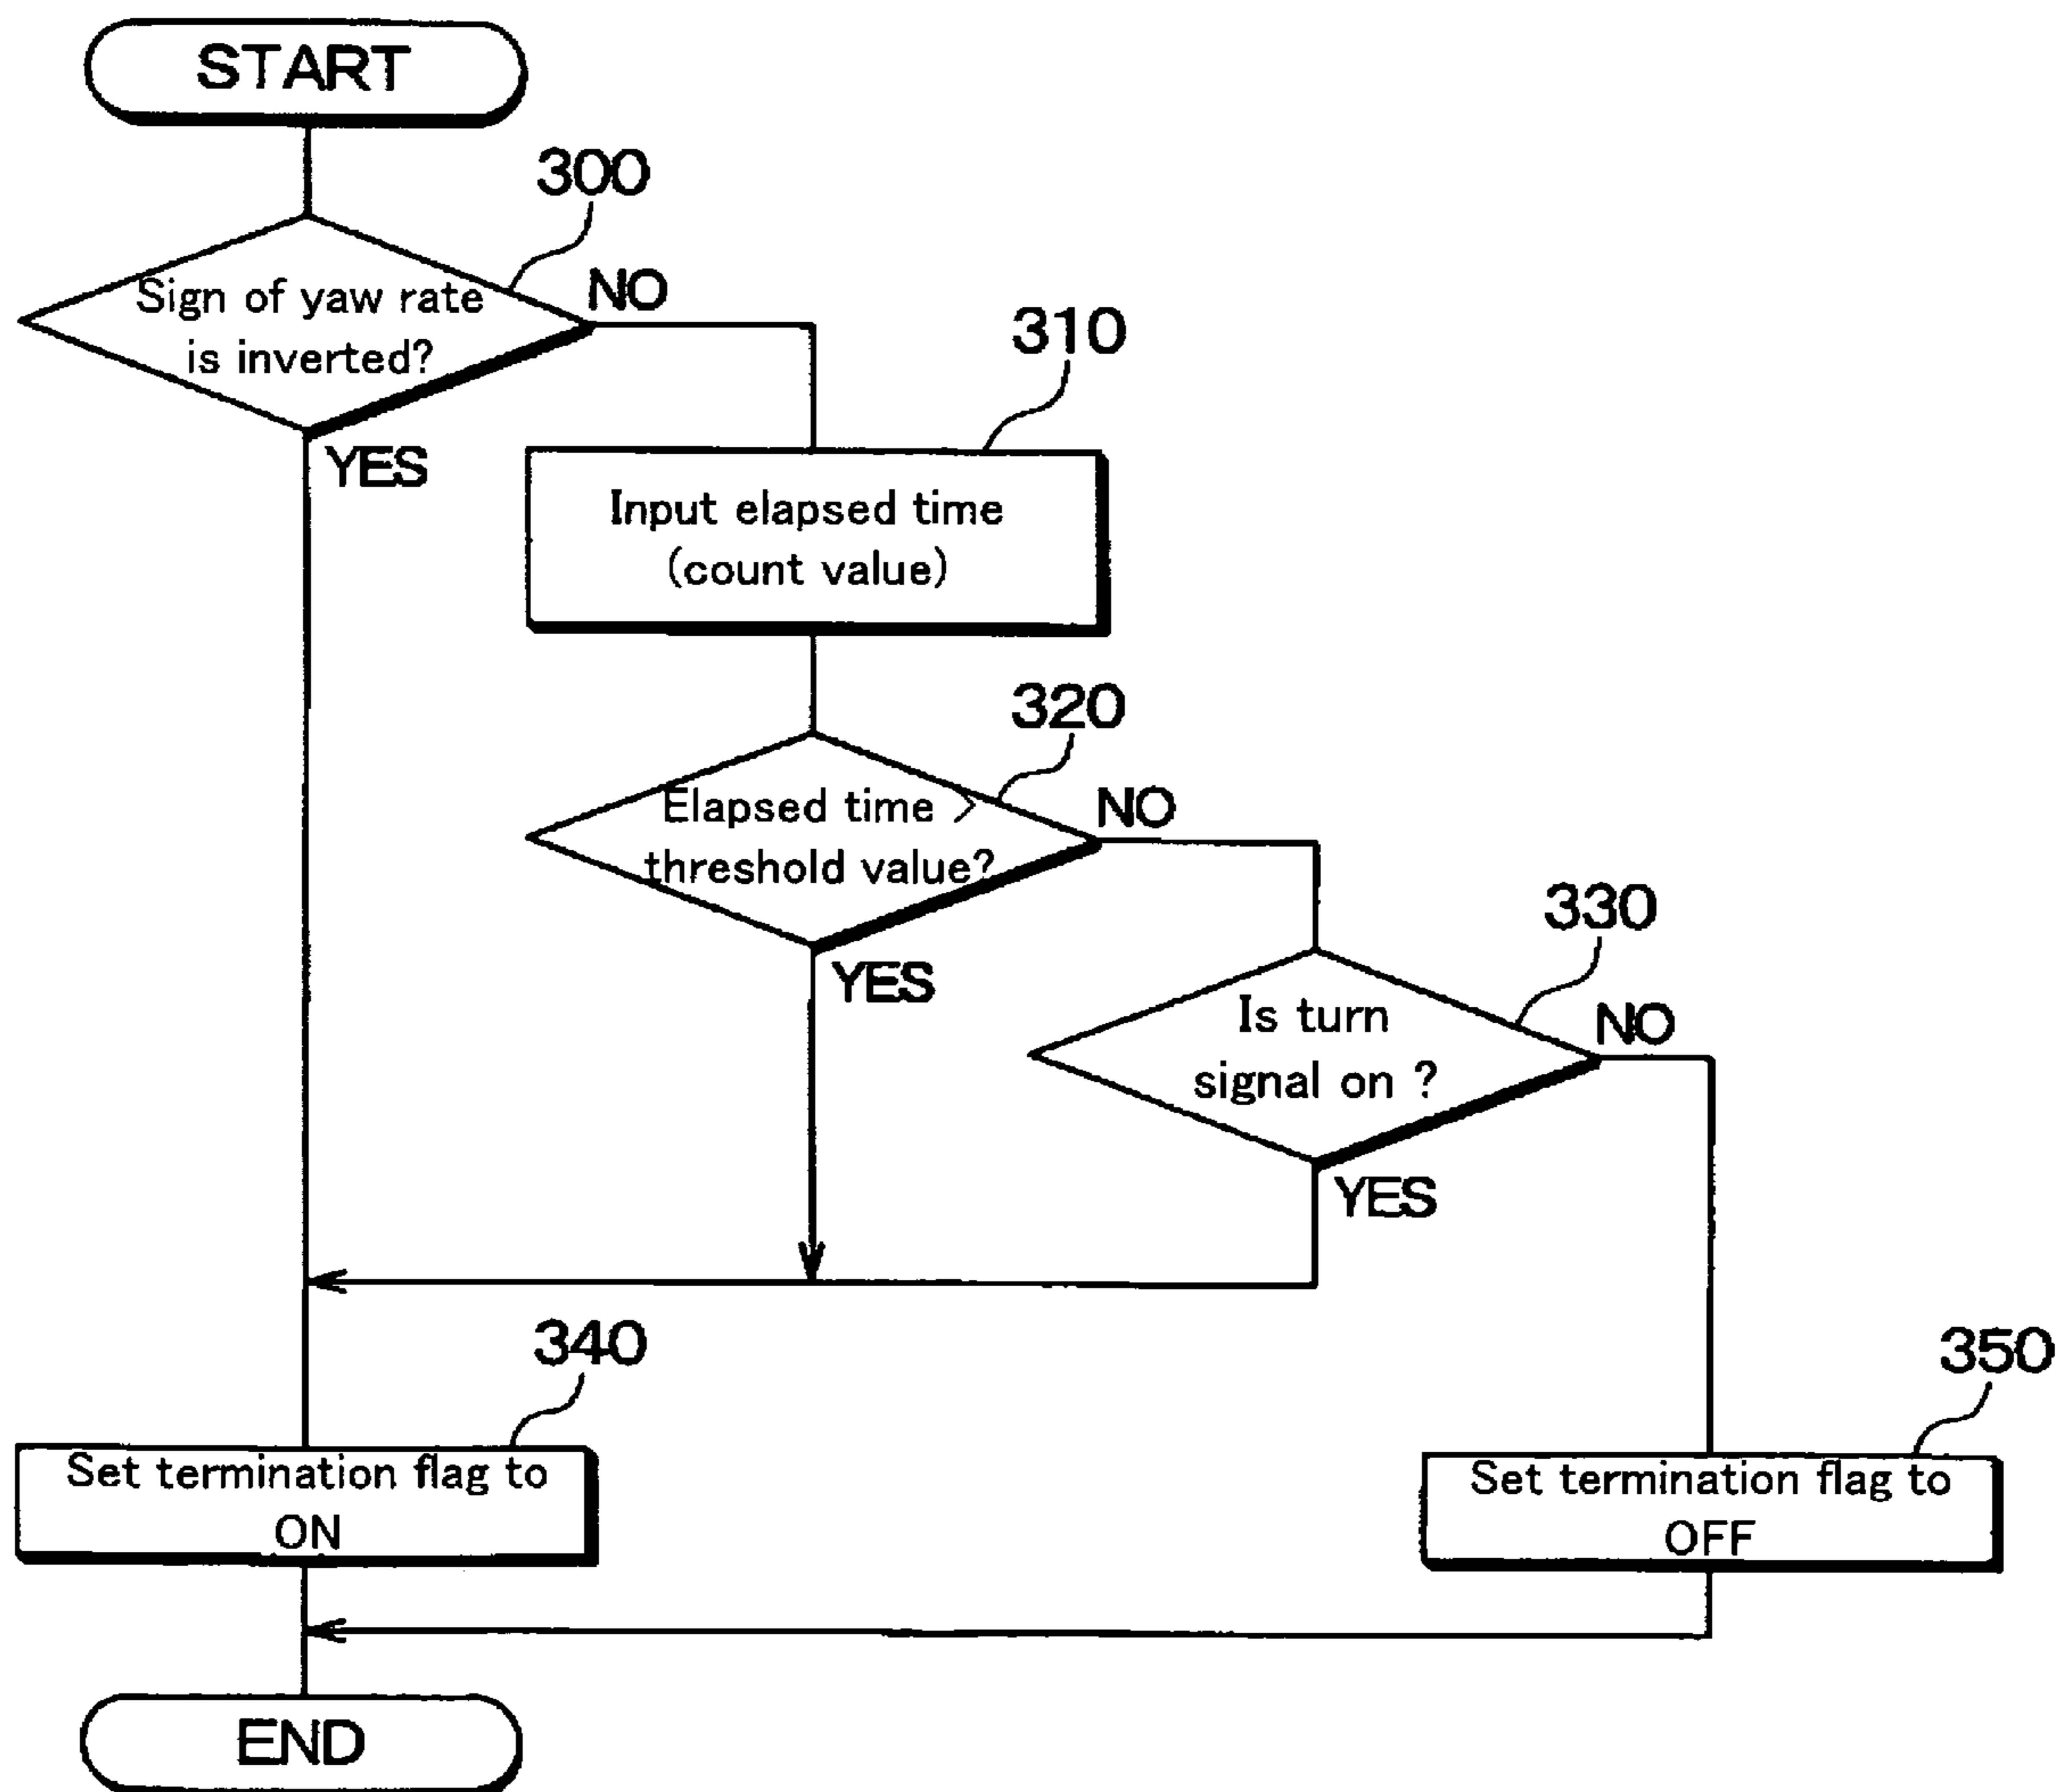 START
300
Sign of yaw rate
is inverted?
NO
YES
310
Input elapsed time
(count value)
320
Elapsed time >
threshold value?
NO
YES
330
Is turn
signal on ?
NO
YES
340
Set termination flag to
ON
350
Set termination flag to
OFF
END